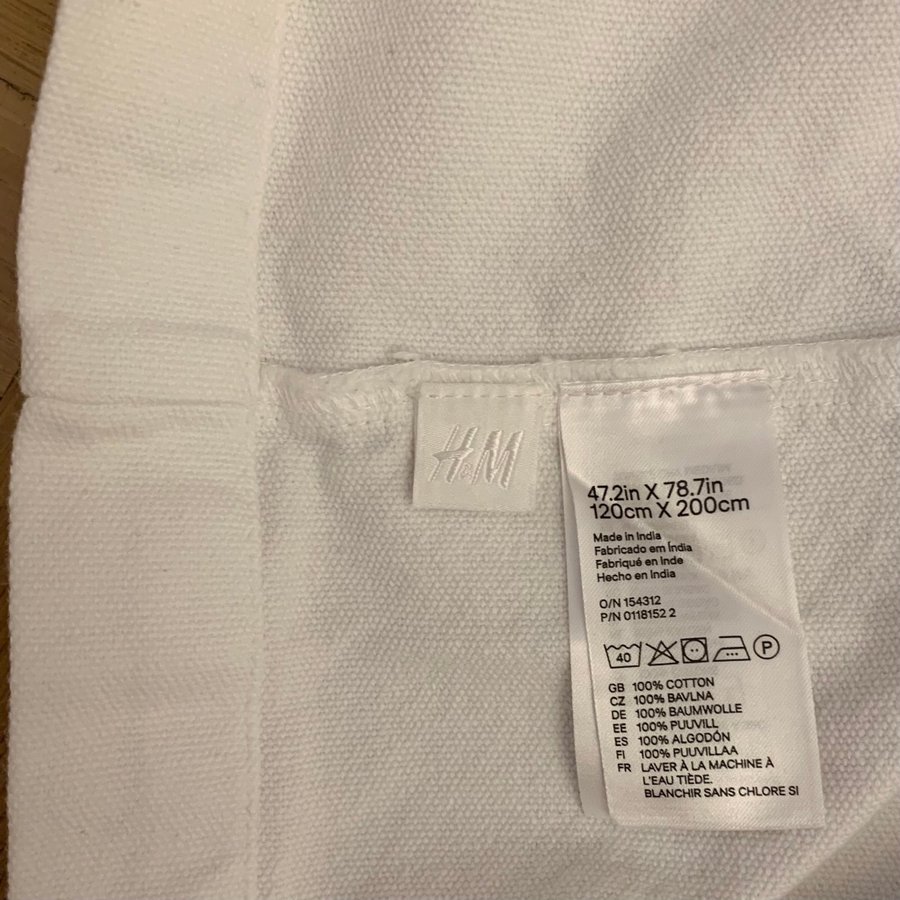 H&M
47.2in X 78.7in
120cm X 200cm
Made in India
Fabricado em Índia
Fabriqué en Inde
Hecho en India
O/N 154312
P/N 0118152 2
40
P
GB 100% COTTON
CZ 100% BAVLNA
DE 100% BAUMWOLLE
EE 100% PUUVILL
ES 100% ALGODÓN
FI 100% PUUVILLAA
FR LAVER À LA MACHINE À
L'EAU TIÈDE.
BLANCHIR SANS CHLORE SI